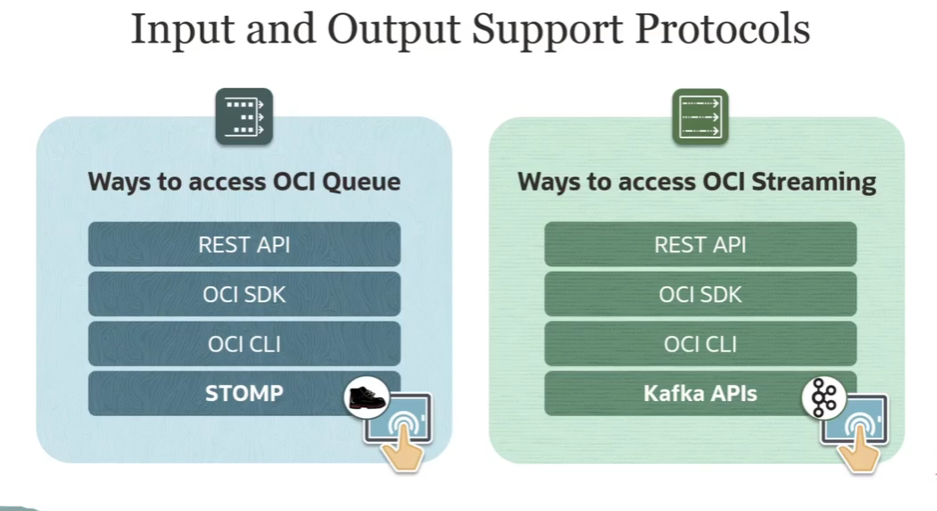 Input and Output Support Protocols
Ways to access OCI Queue
REST API
OCI SDK
OCI CLI
STOMP
Ways to access OCI Streaming
REST API
OCI SDK
OCI CLI
Kafka APIs